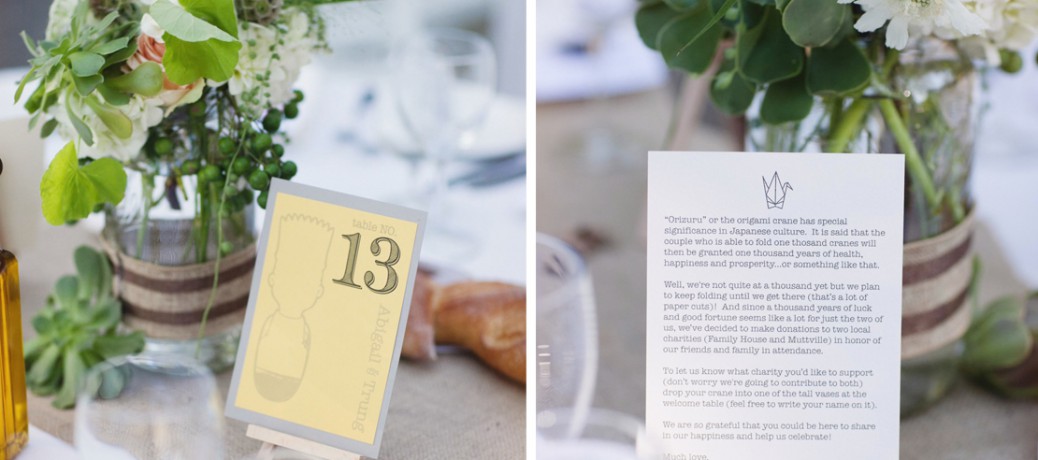 table NO.
13
Abigail & Trung
"Orizuru" or the origami crane has special
significance in Japanese culture. It is said that the
couple who is able to fold one thosand cranes will
then be granted one thousand years of health,
happiness and prosperity...or something like that.
Well, we're not quite at a thousand yet but we plan
to keep folding until we get there (that's a lot of
paper cuts)! And since a thousand years of luck
and good fortune seems like a lot for just the two of
us, we've decided to make donations to two local
charities (Family House and Muttville) in honor of
our friends and family in attendance.
To let us know what charity you'd like to support
(don't worry we're going to contribute to both)
drop your crane into one of the tall vases at the
welcome table (feel free to write your name on it).
We are so grateful that you could be here to share
in our happiness and help us celebrate!
Much love,